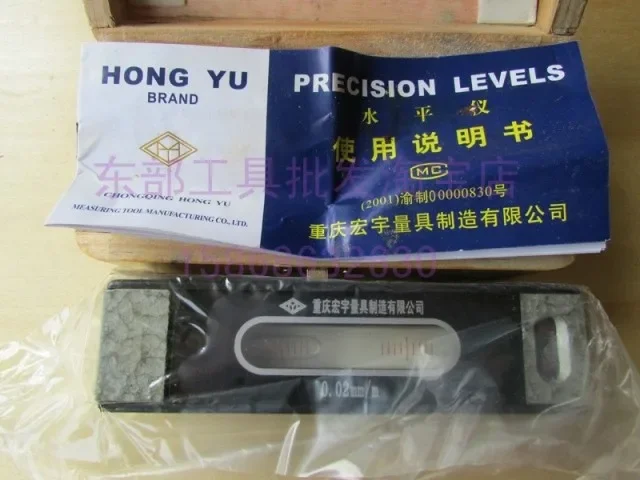 HONG YU
BRAND
CHONGQING HONG YU
MEASURING TOOL MANUFACTURING CO., LTD.
PRECISION LEVELS
水平仪
使用说明书
MC
(2001)渝制00000830号
重庆宏宇量具制造有限公司
东部工具批发淘宝店
重庆宏宇量具制造有限公司
0.02mm/m